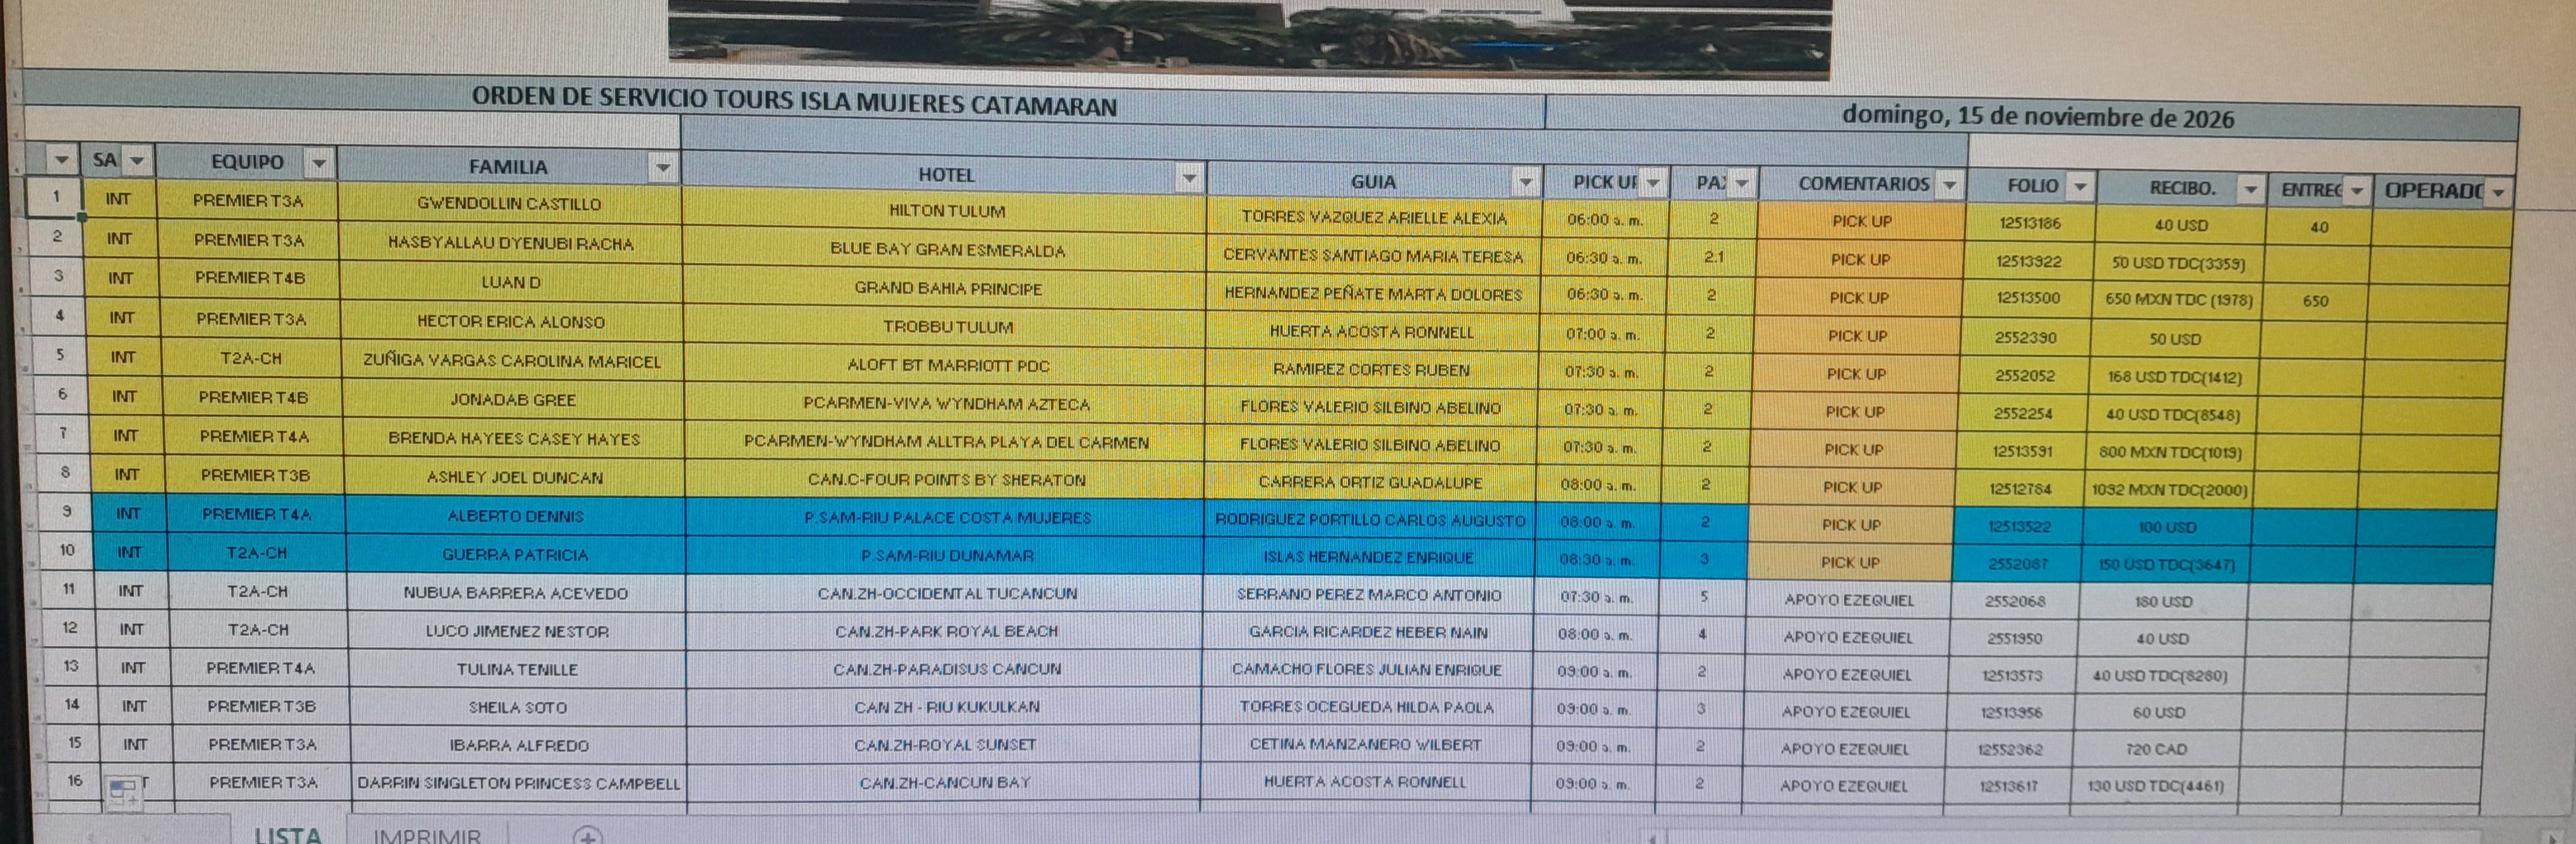 ORDEN DE SERVICIO TOURS ISLA MUJERES CATAMARAN domingo, 15 de noviembre de 2026
SA EQUIPO FAMILIA HOTEL GUIA PICK UP PAX COMENTARIOS FOLIO RECIBO. ENTREG OPERADO
1 INT PREMIER T3A GWENDOLLIN CASTILLO HILTON TULUM TORRES VAZQUEZ ARIELLE ALEXIA 06:00 a. m. 2 PICK UP 12513186 40 USD 40
2 INT PREMIER T3A HASBYALLAU DYENUBI RACHA BLUE BAY GRAN ESMERALDA CERVANTES SANTIAGO MARIA TERESA 06:30 a. m. 2.1 PICK UP 12513922 50 USD TDC(3359)
3 INT PREMIER T4B LUAN D GRAND BAHIA PRINCIPE HERNANDEZ PEÑATE MARTA DOLORES 06:30 a. m. 2 PICK UP 12513500 650 MXN TDC (1978) 650
4 INT PREMIER T3A HECTOR ERICA ALONSO TROBBU TULUM HUERTA ACOSTA RONNELL 07:00 a. m. 2 PICK UP 2552390 50 USD
5 INT T2A-CH ZUÑIGA VARGAS CAROLINA MARICEL ALOFT BT MARRIOTT PDC RAMIREZ CORTES RUBEN 07:30 a. m. 2 PICK UP 2552052 168 USD TDC(1412)
6 INT PREMIER T4B JONADAB GREE PCARMEN-VIVA WYNDHAM AZTECA FLORES VALERIO SILBINO ABELINO 07:30 a. m. 2 PICK UP 2552254 40 USD TDC(8548)
7 INT PREMIER T4A BRENDA HAYEES CASEY HAYES PCARMEN-WYNDHAM ALLTRA PLAYA DEL CARMEN FLORES VALERIO SILBINO ABELINO 07:30 a. m. 2 PICK UP 12513591 800 MXN TDC(1019)
8 INT PREMIER T3B ASHLEY JOEL DUNCAN CAN.C-FOUR POINTS BY SHERATON CARRERA ORTIZ GUADALUPE 08:00 a. m. 2 PICK UP 12512784 1092 MXN TDC(2000)
9 INT PREMIER T4A ALBERTO DENNIS P.SAM-RIU PALACE COSTA MUJERES RODRIGUEZ PORTILLO CARLOS AUGUSTO 08:00 a. m. 2 PICK UP 12513522 100 USD
10 INT T2A-CH GUERRA PATRICIA P.SAM-RIU DUNAMAR ISLAS HERNANDEZ ENRIQUE 08:30 a. m. 3 PICK UP 2552087 150 USD TDC(3647)
11 INT T2A-CH NUBUA BARRERA ACEVEDO CAN.ZH-OCCIDENTAL TUCANCUN SERRANO PEREZ MARCO ANTONIO 07:30 a. m. 5 APOYO EZEQUIEL 2552068 180 USD
12 INT T2A-CH LUCO JIMENEZ NESTOR CAN.ZH-PARK ROYAL BEACH GARCIA RICARDEZ HEBER NAIN 08:00 a. m. 4 APOYO EZEQUIEL 2551950 40 USD
13 INT PREMIER T4A TULINA TENILLE CAN.ZH-PARADISUS CANCUN CAMACHO FLORES JULIAN ENRIQUE 09:00 a. m. 2 APOYO EZEQUIEL 12513573 40 USD TDC(8280)
14 INT PREMIER T3B SHEILA SOTO CAN ZH - RIU KUKULKAN TORRES OCEGUEDA HILDA PAOLA 09:00 a. m. 3 APOYO EZEQUIEL 12513956 60 USD
15 INT PREMIER T3A IBARRA ALFREDO CAN.ZH-ROYAL SUNSET CETINA MANZANERO WILBERT 09:00 a. m. 2 APOYO EZEQUIEL 12552362 720 CAD
16 T PREMIER T3A DARRIN SINGLETON PRINCESS CAMPBELL CAN.ZH-CANCUN BAY HUERTA ACOSTA RONNELL 09:00 a. m. 2 APOYO EZEQUIEL 12513617 130 USD TDC(4461)
LISTA IMPRIMIR